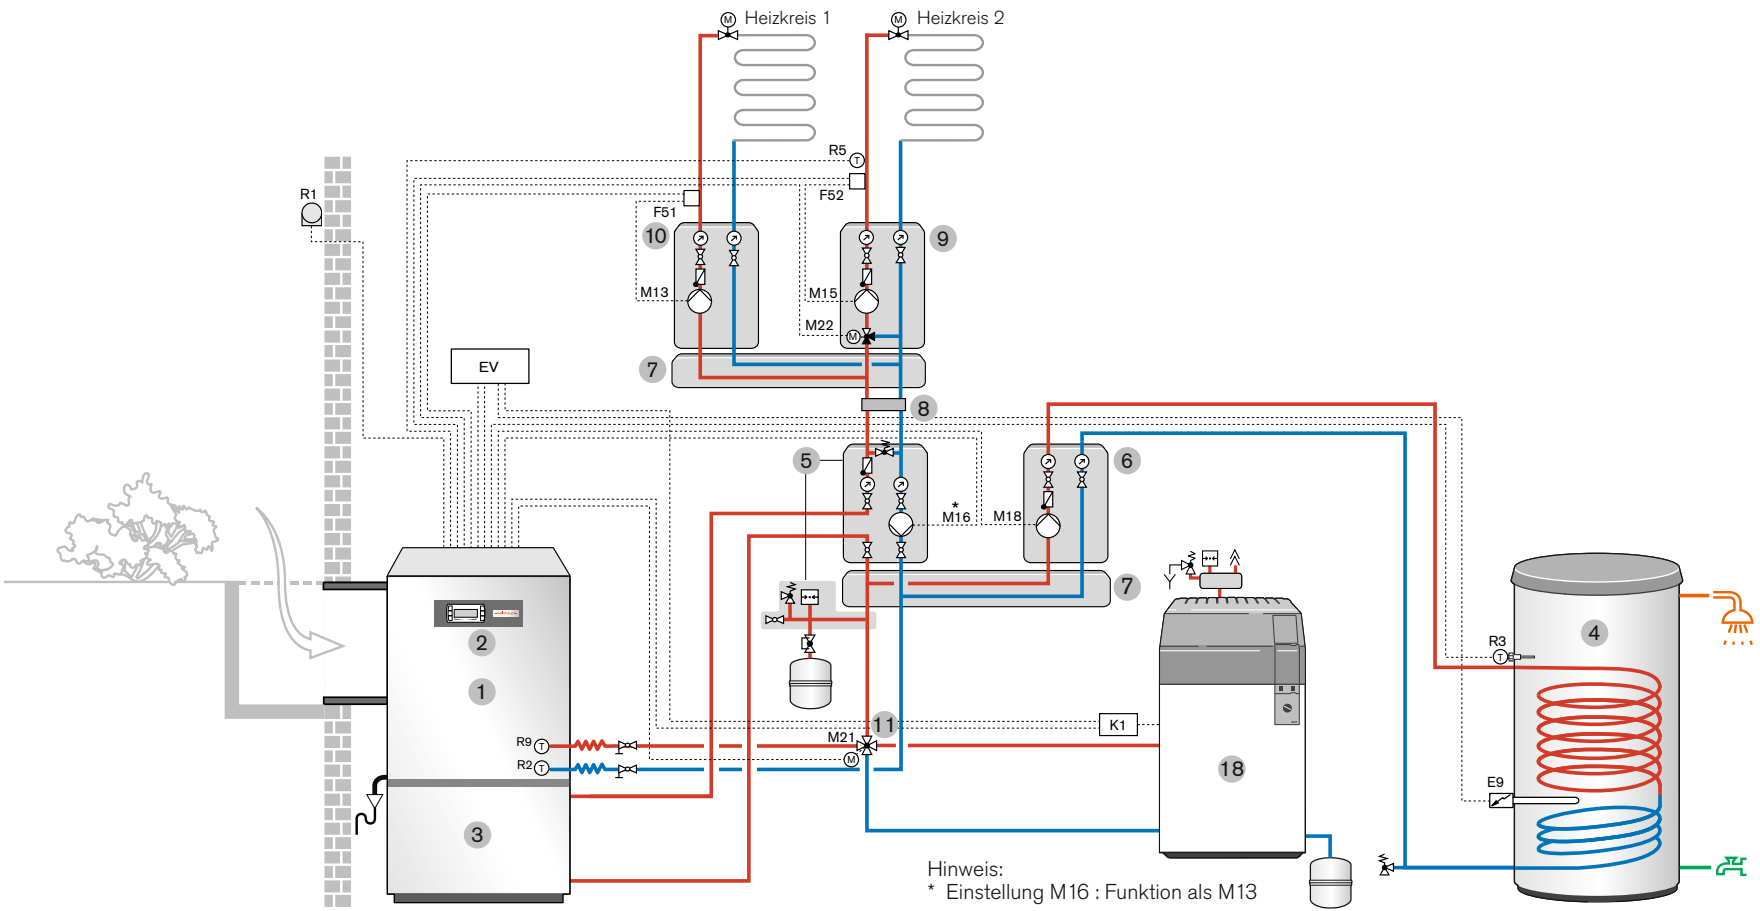 M Heizkreis 1
M Heizkreis 2
R5 T
R1
F52
F51
10
9
M13
M15
M22 M
EV
7
8
5
6
*
M16
M18
7
2
4
R3 T
1
11
M21
K1
R9 T
M
R2 T
18
E9
3
Hinweis:
* Einstellung M16 : Funktion als M13